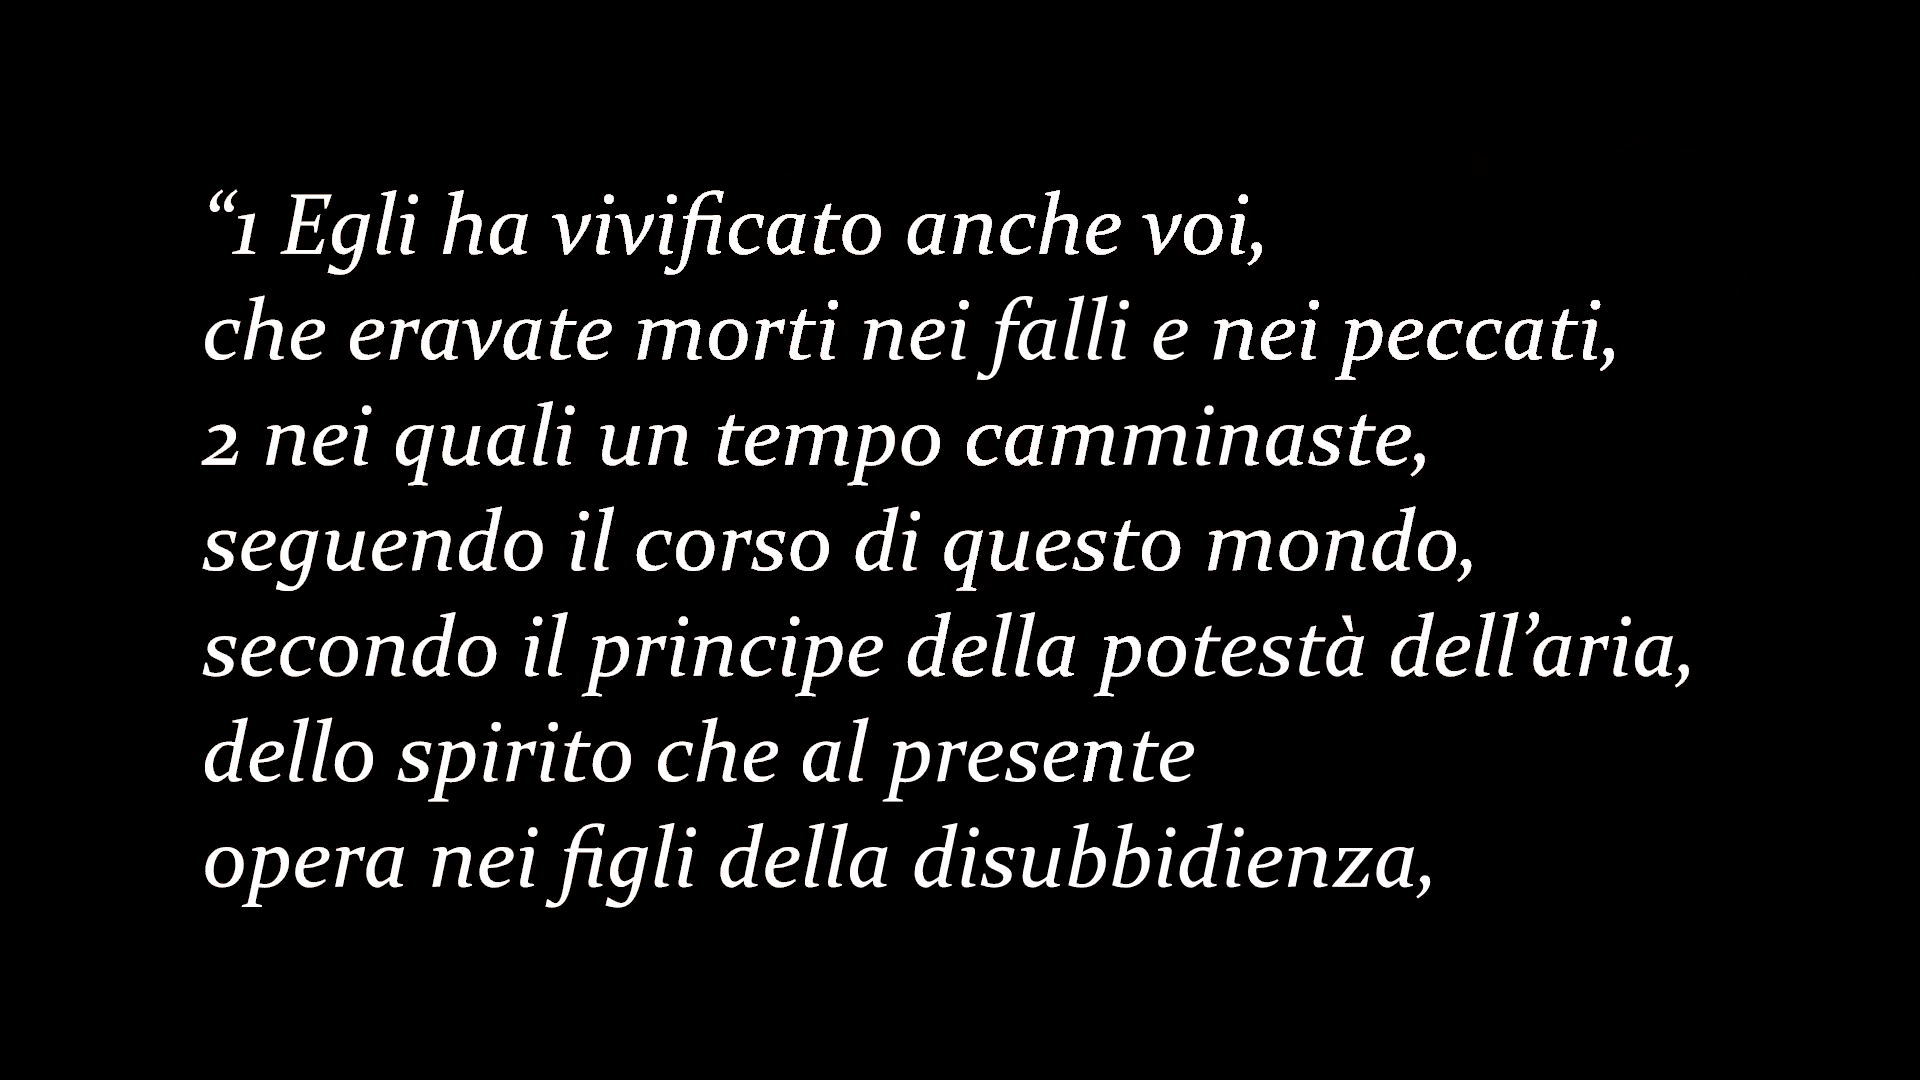 “1 Egli ha vivificato anche voi,
che eravate morti nei falli e nei peccati,
2 nei quali un tempo camminaste,
seguendo il corso di questo mondo,
secondo il principe della potestà dell’aria,
dello spirito che al presente
opera nei figli della disubbidienza,